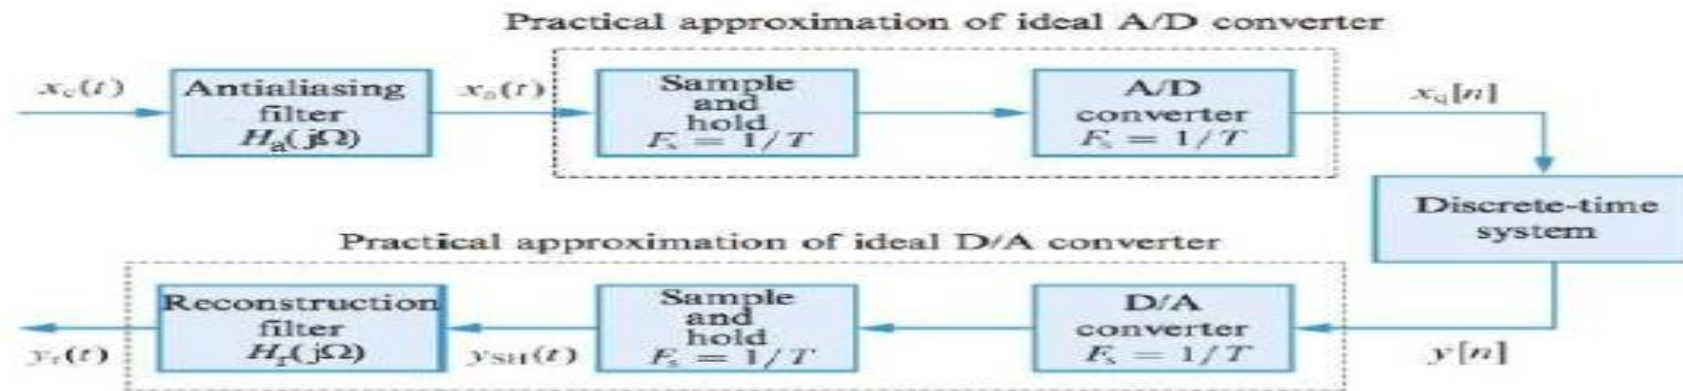 Practical approximation of ideal A/D converter
x_c(t)
Antialiasing
filter
H_a(jΩ)
x_a(t)
Sample
and
hold
F_s = 1/T
A/D
converter
F_s = 1/T
x_q[n]
Discrete-time
system
Practical approximation of ideal D/A converter
Reconstruction
filter
H_r(jΩ)
y_r(t)
y_SH(t)
Sample
and
hold
F_s = 1/T
D/A
converter
F_s = 1/T
y[n]